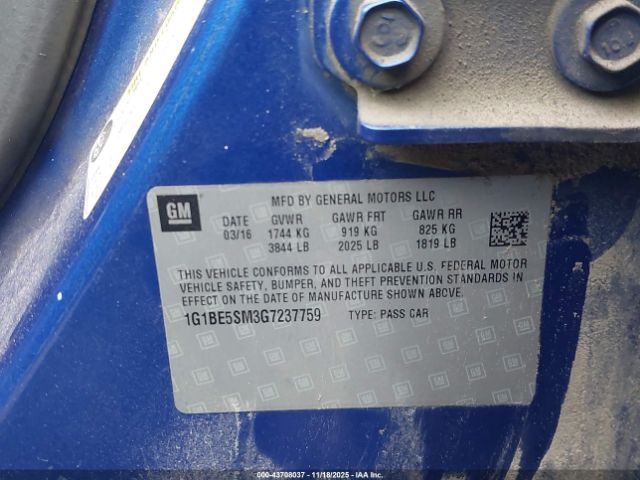 GM
MFD BY GENERAL MOTORS LLC
DATE GVWR GAWR FRT GAWR RR
03/16 1744 KG 919 KG 825 KG
3844 LB 2025 LB 1819 LB
THIS VEHICLE CONFORMS TO ALL APPLICABLE U.S. FEDERAL MOTOR
VEHICLE SAFETY, BUMPER, AND THEFT PREVENTION STANDARDS IN
EFFECT ON THE DATE OF MANUFACTURE SHOWN ABOVE.
1G1BE5SM3G7237759 TYPE: PASS CAR
000-43708037 - 11/18/2025 - IAAI.COM